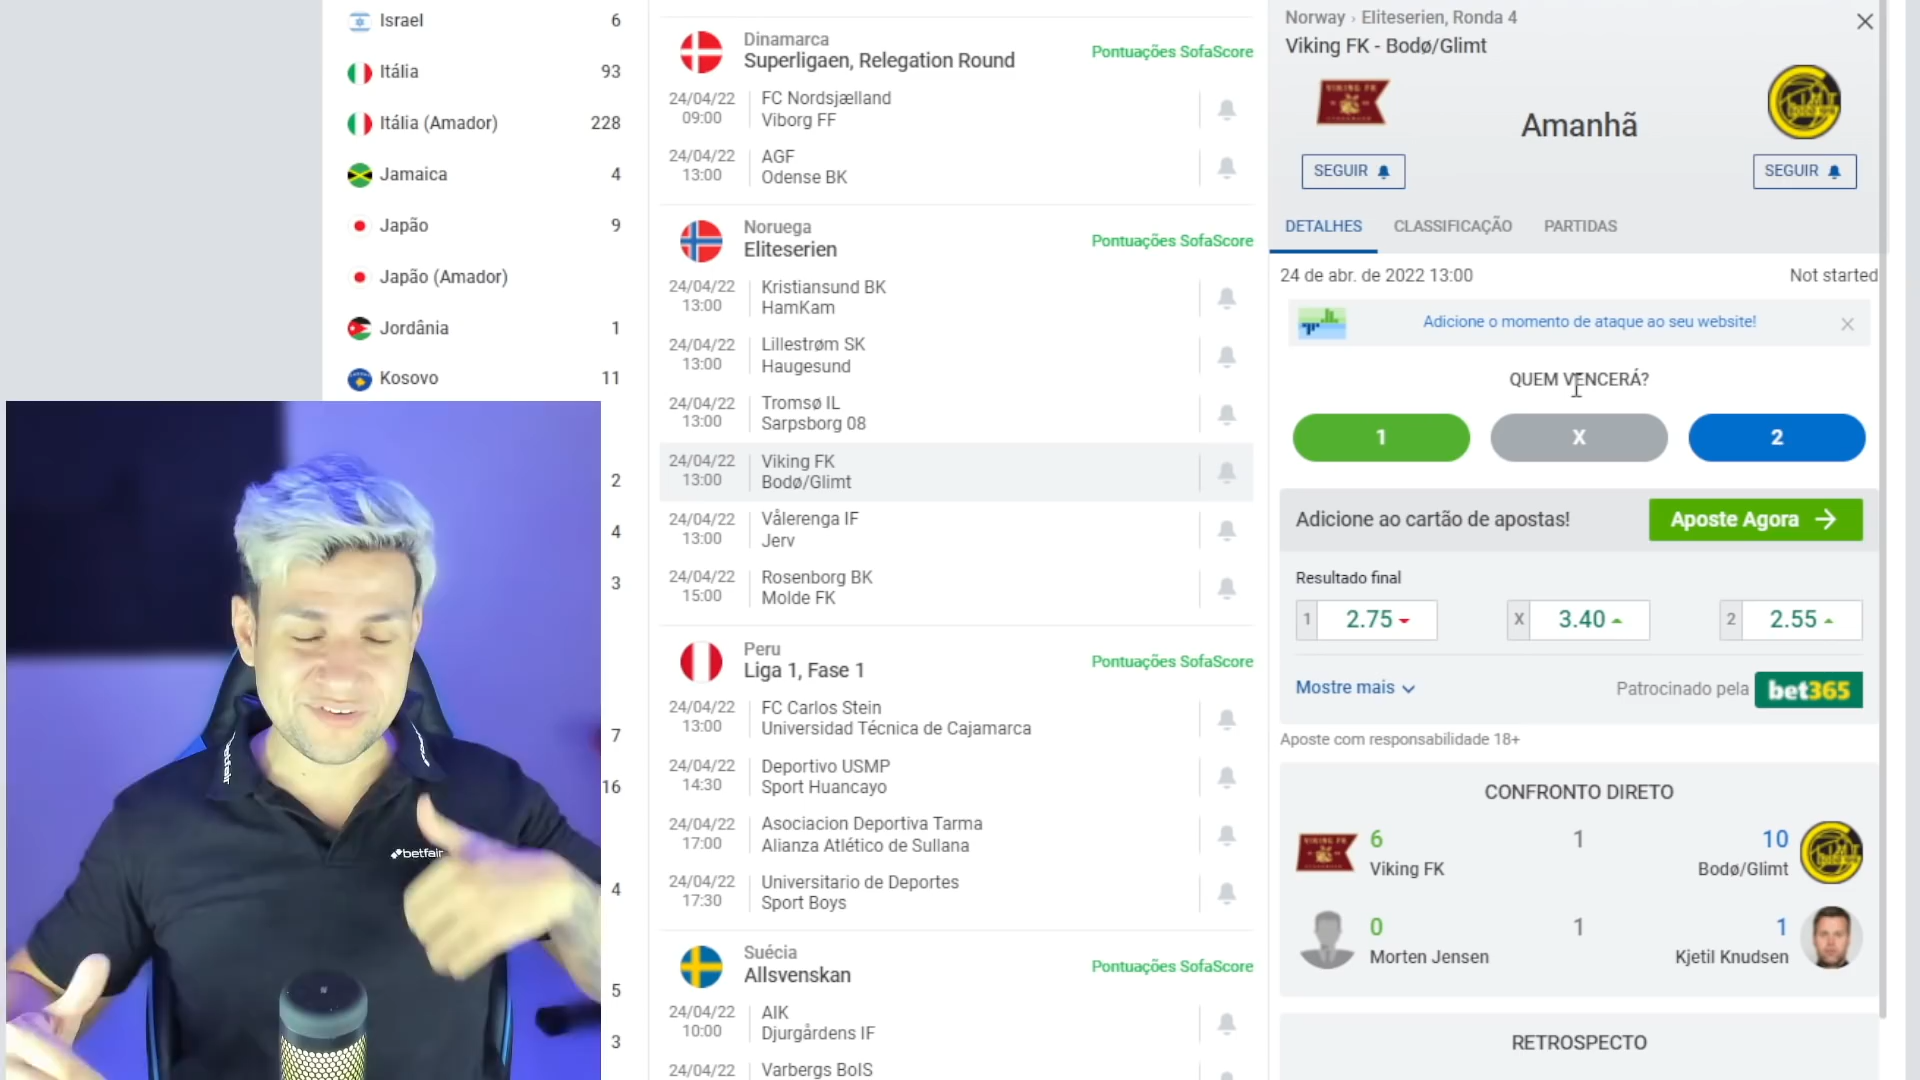 Israel 6
Itália 93
Itália (Amador) 228
Jamaica 4
Japão 9
Japão (Amador)
Jordânia 1
Kosovo 11
2
4
3
7
16
4
5
3
betfair
Dinamarca
Superligaen, Relegation Round
Pontuações SofaScore
24/04/22 FC Nordsjælland
09:00 Viborg FF
24/04/22 AGF
13:00 Odense BK
Noruega
Eliteserien
Pontuações SofaScore
24/04/22 Kristiansund BK
13:00 HamKam
24/04/22 Lillestrøm SK
13:00 Haugesund
24/04/22 Tromsø IL
13:00 Sarpsborg 08
24/04/22 Viking FK
13:00 Bodø/Glimt
24/04/22 Vålerenga IF
13:00 Jerv
24/04/22 Rosenborg BK
15:00 Molde FK
Peru
Liga 1, Fase 1
Pontuações SofaScore
24/04/22 FC Carlos Stein
13:00 Universidad Técnica de Cajamarca
24/04/22 Deportivo USMP
14:30 Sport Huancayo
24/04/22 Asociacion Deportiva Tarma
17:00 Alianza Atlético de Sullana
24/04/22 Universitario de Deportes
17:30 Sport Boys
Suécia
Allsvenskan
Pontuações SofaScore
24/04/22 AIK
10:00 Djurgårdens IF
24/04/22 Varbergs BoIS
Norway › Eliteserien, Ronda 4
Viking FK - Bodø/Glimt
VIKING FK
Amanhã
SEGUIR
SEGUIR
DETALHES CLASSIFICAÇÃO PARTIDAS
24 de abr. de 2022 13:00 Not started
Adicione o momento de ataque ao seu website!
QUEM VENCERÁ?
1 X 2
Adicione ao cartão de apostas! Aposte Agora
Resultado final
1 2.75 X 3.40 2 2.55
Mostre mais Patrocinado pela bet365
Aposte com responsabilidade 18+
CONFRONTO DIRETO
6 1 10
Viking FK Bodø/Glimt
0 1 1
Morten Jensen Kjetil Knudsen
RETROSPECTO